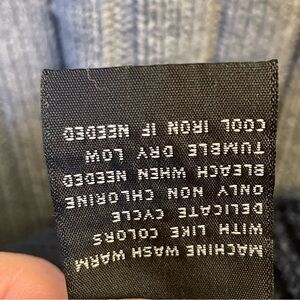 MACHINE WASH WARM
WITH LIKE COLORS
DELICATE CYCLE
ONLY NON CHLORINE
BLEACH WHEN NEEDED
TUMBLE DRY LOW
COOL IRON IF NEEDED